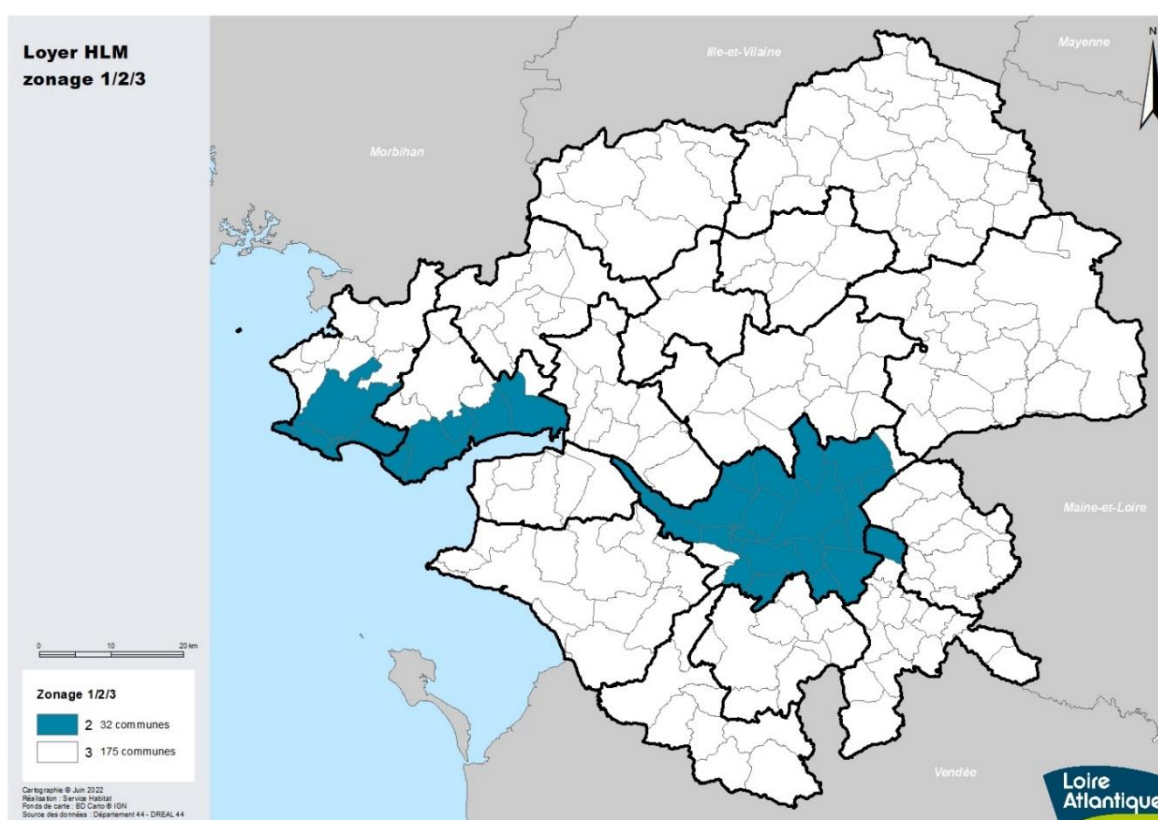 Loyer HLM
zonage 1/2/3
Ille-et-Vilaine
Mayenne
N
Morbihan
Maine-et-Loire
Vendée
0 10 20 km
Zonage 1/2/3
2 32 communes
3 175 communes
Cartographie © Juin 2022
Réalisation : Service Habitat
Fonds de carte : BD Carto ® IGN
Source des données : Département 44 - DREAL 44
Loire
Atlantique